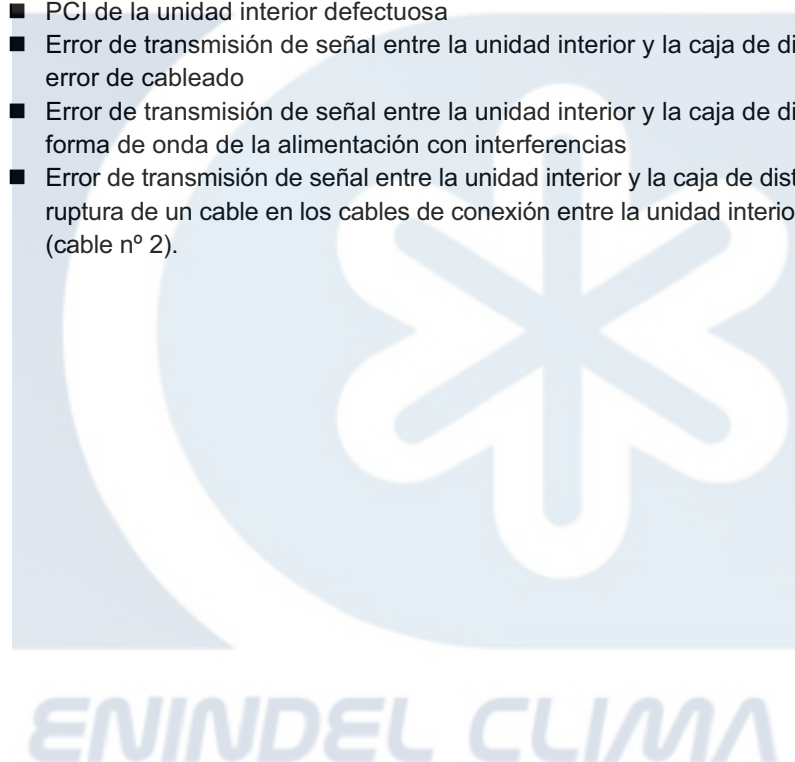 ■ PCI de la unidad interior defectuosa
■ Error de transmisión de señal entre la unidad interior y la caja de di
error de cableado
■ Error de transmisión de señal entre la unidad interior y la caja de di
forma de onda de la alimentación con interferencias
■ Error de transmisión de señal entre la unidad interior y la caja de dist
ruptura de un cable en los cables de conexión entre la unidad interio
(cable nº 2).
ENINDEL CLIMA